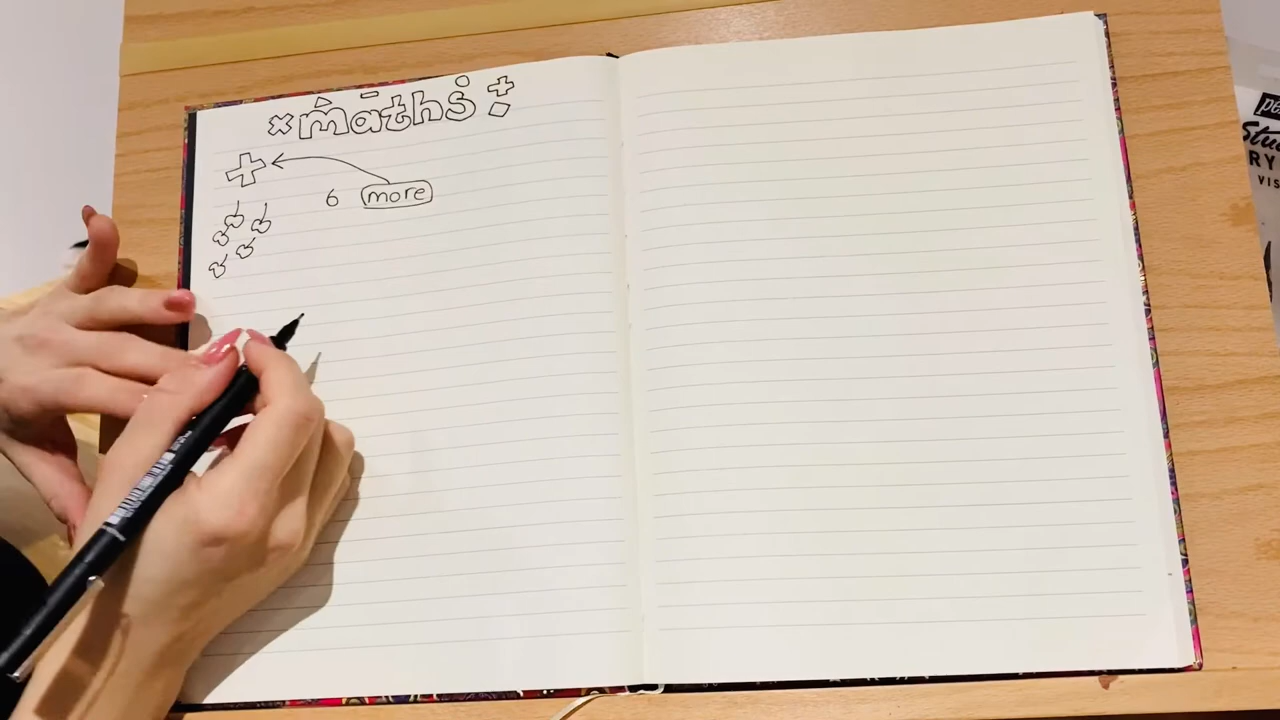 × maths ÷ +
+
6 more